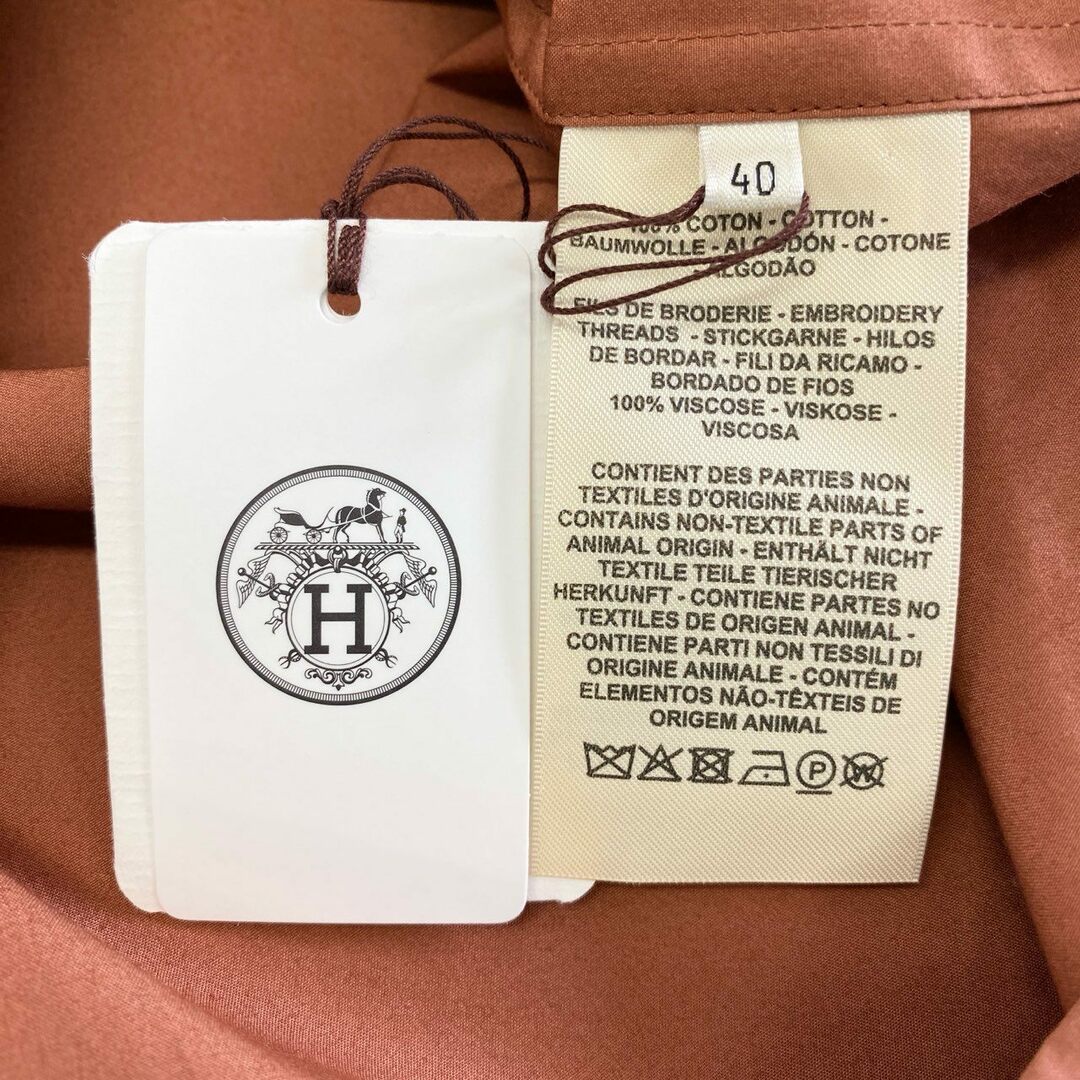 40
100% COTON - COTTON -
BAUMWOLLE - ALGODÓN - COTONE
- ALGODÃO
FILS DE BRODERIE - EMBROIDERY
THREADS - STICKGARNE - HILOS
DE BORDAR - FILI DA RICAMO -
BORDADO DE FIOS
100% VISCOSE - VISKOSE -
VISCOSA
CONTIENT DES PARTIES NON
TEXTILES D'ORIGINE ANIMALE -
CONTAINS NON-TEXTILE PARTS OF
ANIMAL ORIGIN - ENTHÄLT NICHT
TEXTILE TEILE TIERISCHER
HERKUNFT - CONTIENE PARTES NO
TEXTILES DE ORIGEN ANIMAL -
CONTIENE PARTI NON TESSILI DI
ORIGINE ANIMALE - CONTÉM
ELEMENTOS NÃO-TÊXTEIS DE
ORIGEM ANIMAL
P W
H